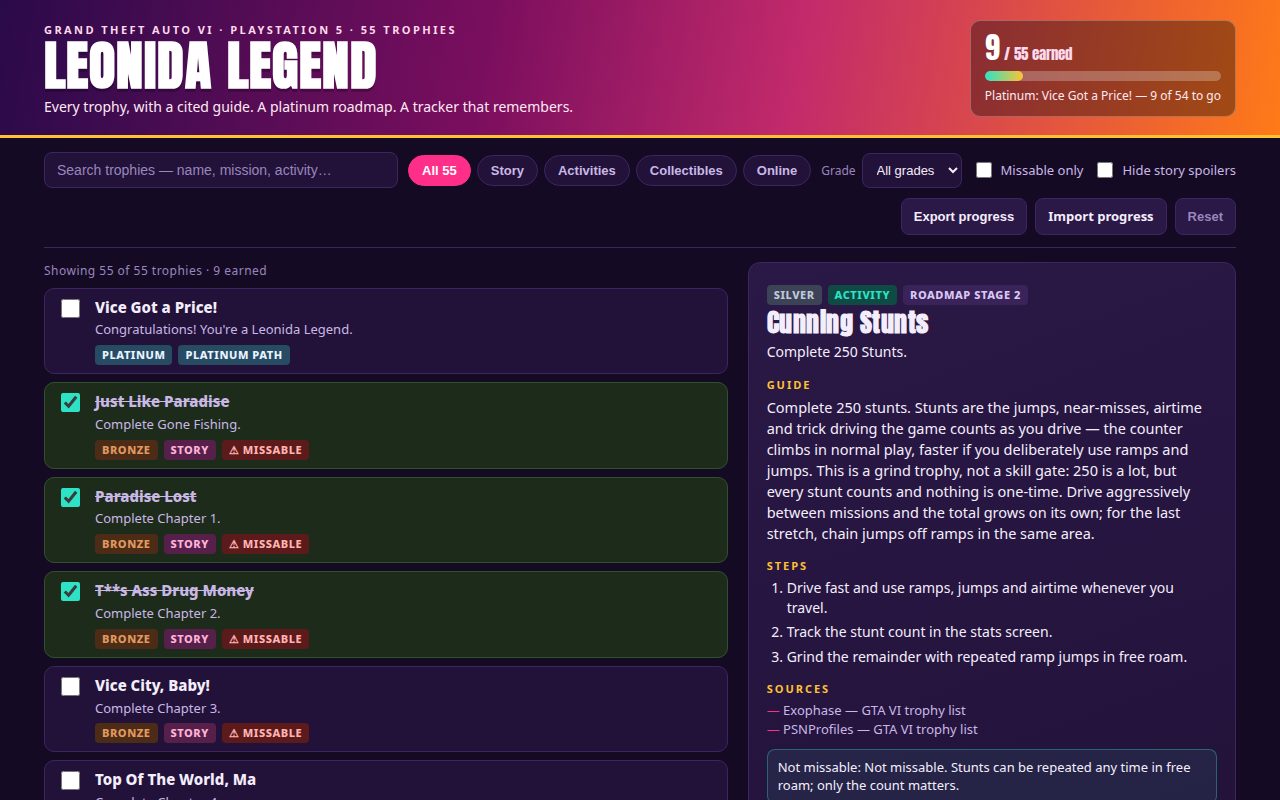 GRAND THEFT AUTO VI · PLAYSTATION 5 · 55 TROPHIES
LEONIDA LEGEND
Every trophy, with a cited guide. A platinum roadmap. A tracker that remembers.
9 / 55 earned
Platinum: Vice Got a Price! — 9 of 54 to go
Search trophies — name, mission, activity…
All 55
Story
Activities
Collectibles
Online
Grade
All grades
Missable only
Hide story spoilers
Export progress
Import progress
Reset
Showing 55 of 55 trophies · 9 earned
Vice Got a Price!
Congratulations! You're a Leonida Legend.
PLATINUM
PLATINUM PATH
Just Like Paradise
Complete Gone Fishing.
BRONZE
STORY
⚠ MISSABLE
Paradise Lost
Complete Chapter 1.
BRONZE
STORY
⚠ MISSABLE
T**s Ass Drug Money
Complete Chapter 2.
BRONZE
STORY
⚠ MISSABLE
Vice City, Baby!
Complete Chapter 3.
BRONZE
STORY
⚠ MISSABLE
Top Of The World, Ma
SILVER
ACTIVITY
ROADMAP STAGE 2
Cunning Stunts
Complete 250 Stunts.
GUIDE
Complete 250 stunts. Stunts are the jumps, near-misses, airtime
and trick driving the game counts as you drive — the counter
climbs in normal play, faster if you deliberately use ramps and
jumps. This is a grind trophy, not a skill gate: 250 is a lot, but
every stunt counts and nothing is one-time. Drive aggressively
between missions and the total grows on its own; for the last
stretch, chain jumps off ramps in the same area.
STEPS
1. Drive fast and use ramps, jumps and airtime whenever you
travel.
2. Track the stunt count in the stats screen.
3. Grind the remainder with repeated ramp jumps in free roam.
SOURCES
— Exophase — GTA VI trophy list
— PSNProfiles — GTA VI trophy list
Not missable: Not missable. Stunts can be repeated any time in free
roam; only the count matters.